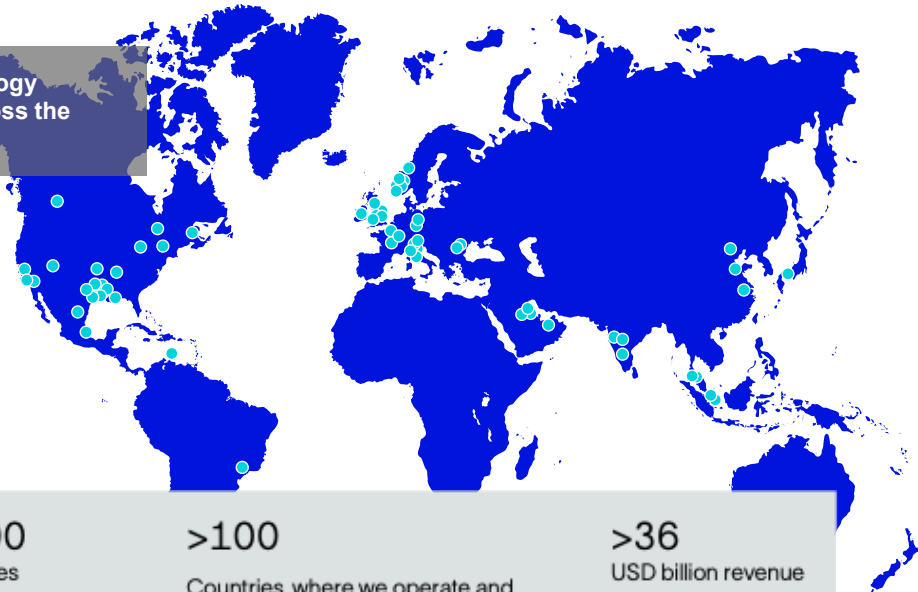 ogy
ss the
00
es
>100
Countries, where we operate and
>36
USD billion revenue